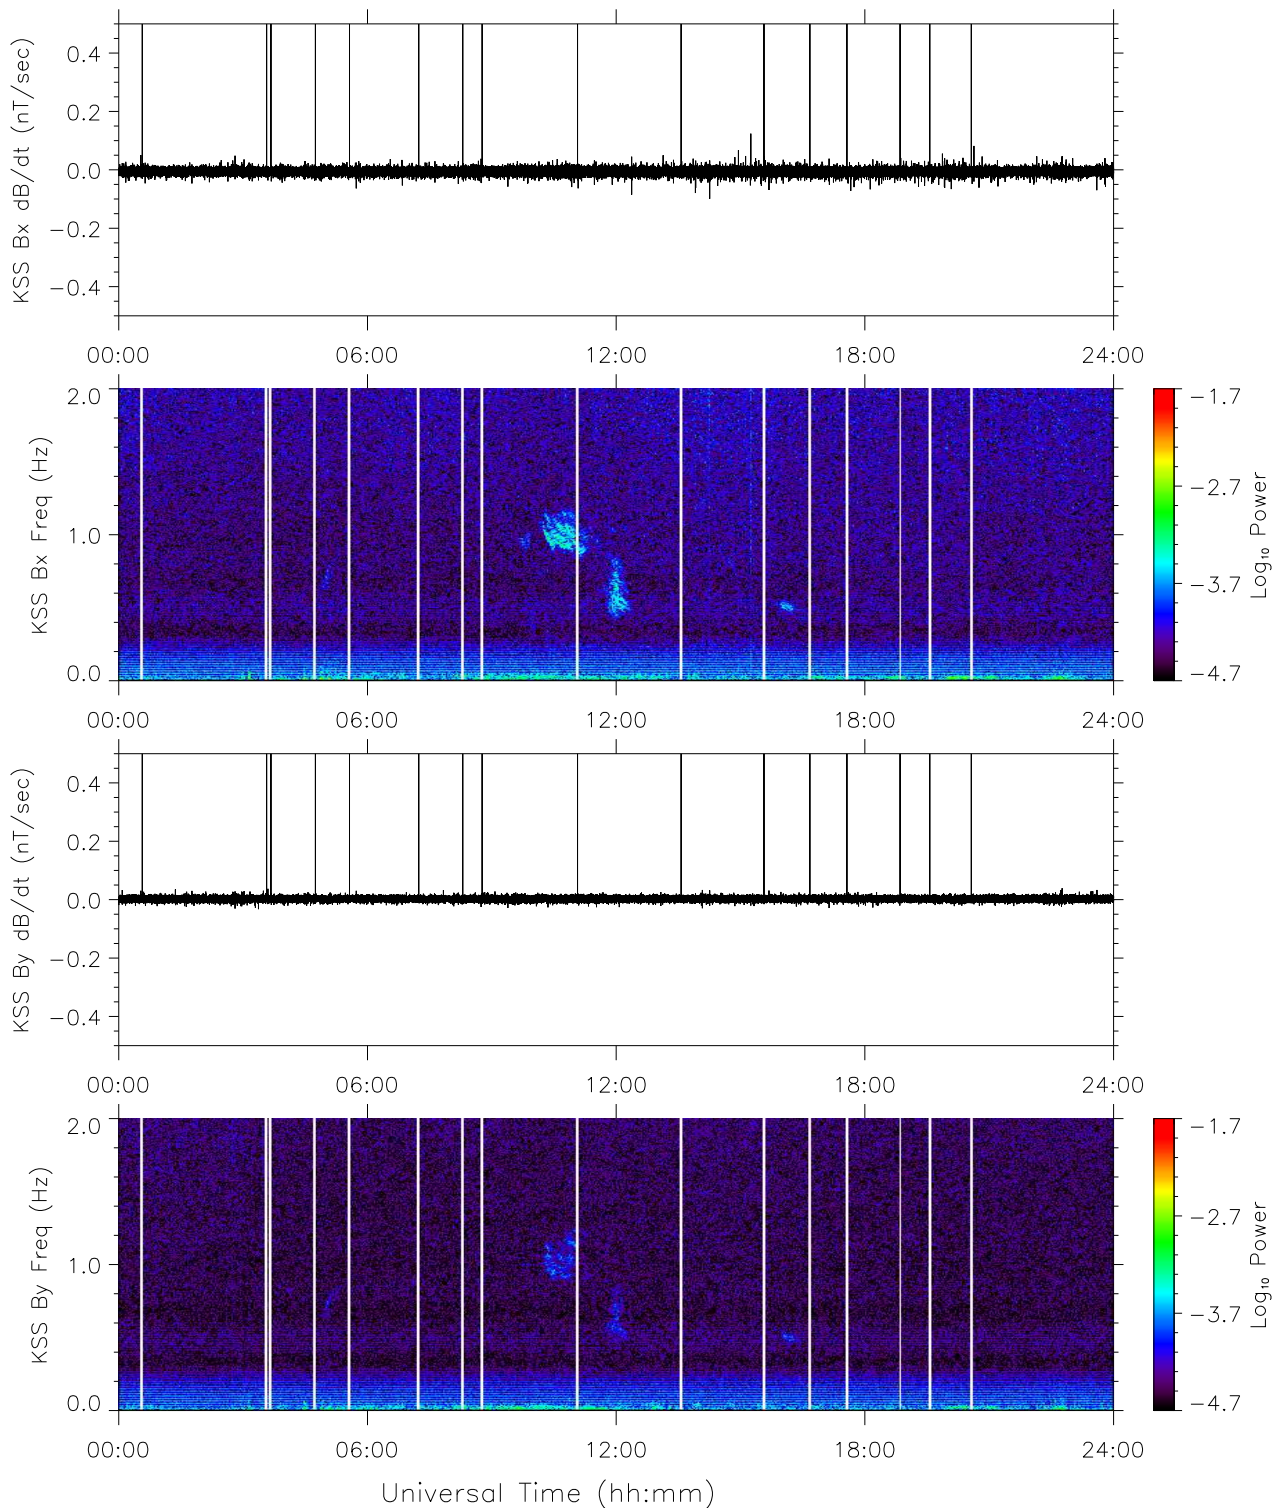 KSS Bx dB/dt (nT/sec)
0.4
0.2
0.0
−0.2
−0.4
00:00 06:00 12:00 18:00 24:00
KSS Bx Freq (Hz)
2.0
1.0
0.0
00:00 06:00 12:00 18:00 24:00
−1.7
−2.7
−3.7
−4.7
Log₁₀ Power
KSS By dB/dt (nT/sec)
0.4
0.2
0.0
−0.2
−0.4
00:00 06:00 12:00 18:00 24:00
KSS By Freq (Hz)
2.0
1.0
0.0
00:00 06:00 12:00 18:00 24:00
−1.7
−2.7
−3.7
−4.7
Log₁₀ Power
Universal Time (hh:mm)